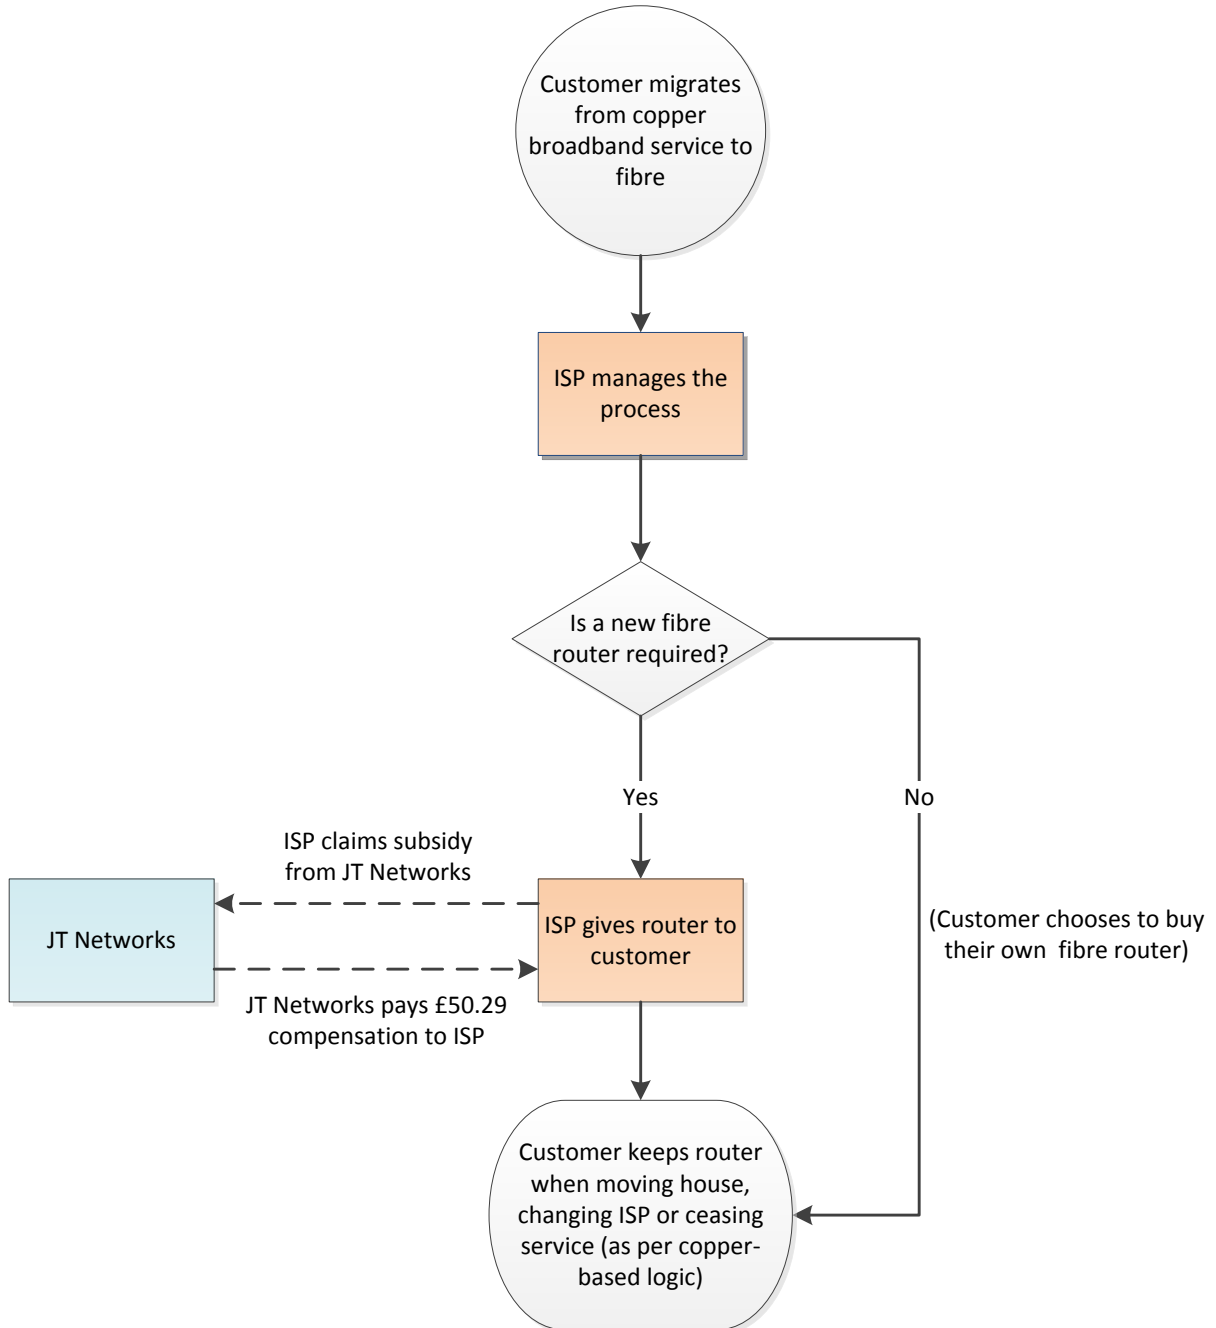 Customer migrates
from copper
broadband service to
fibre
ISP manages the
process
Is a new fibre
router required?
Yes
No
ISP claims subsidy
from JT Networks
JT Networks
ISP gives router to
customer
(Customer chooses to buy
their own  fibre router)
JT Networks pays £50.29
compensation to ISP
Customer keeps router
when moving house,
changing ISP or ceasing
service (as per copper-
based logic)